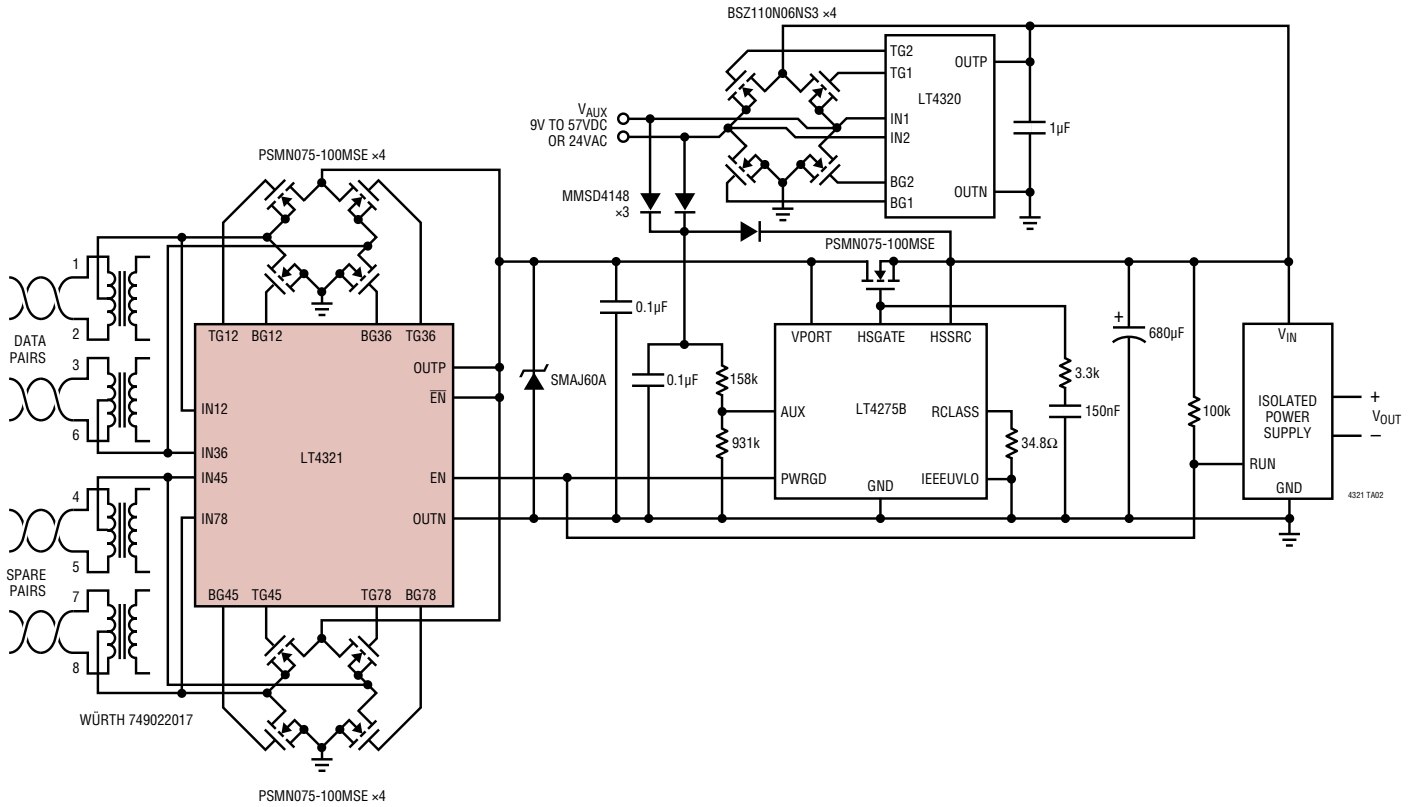 BSZ110N06NS3 ×4
TG2
TG1
OUTP
LT4320
VAUX
9V TO 57VDC
OR 24VAC
IN1
IN2
1µF
BG2
BG1
OUTN
MMSD4148
×3
PSMN075-100MSE ×4
PSMN075-100MSE
1
2
DATA
PAIRS
3
6
TG12
BG12
BG36
TG36
OUTP
EN
IN12
IN36
IN45
IN78
LT4321
EN
OUTN
BG45
TG45
TG78
BG78
SMAJ60A
0.1µF
0.1µF
158k
931k
VPORT
HSGATE
HSSRC
AUX
LT4275B
RCLASS
PWRGD
GND
IEEEUVLO
34.8Ω
3.3k
150nF
+
680µF
100k
VIN
ISOLATED
POWER
SUPPLY
RUN
GND
+
VOUT
−
4321 TA02
4
5
SPARE
PAIRS
7
8
WÜRTH 749022017
PSMN075-100MSE ×4